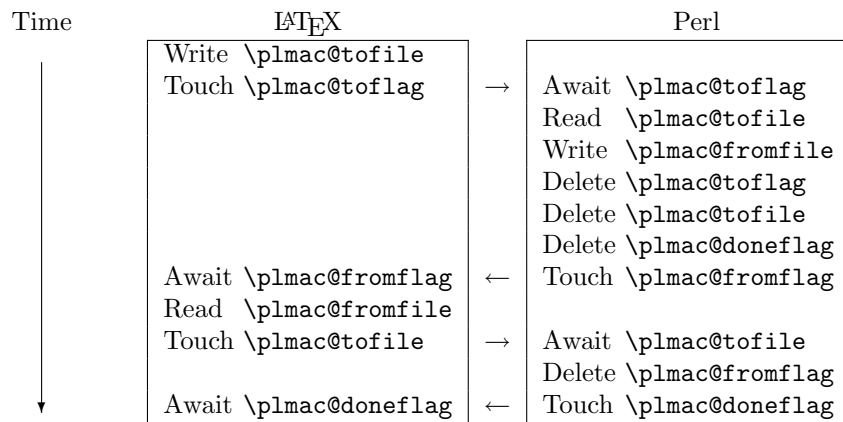 Time LATEX Perl
Write \plmac@tofile
Touch \plmac@toflag → Await \plmac@toflag
Read \plmac@tofile
Write \plmac@fromfile
Delete \plmac@toflag
Delete \plmac@tofile
Delete \plmac@doneflag
Await \plmac@fromflag ← Touch \plmac@fromflag
Read \plmac@fromfile
Touch \plmac@tofile → Await \plmac@tofile
Delete \plmac@fromflag
Await \plmac@doneflag ← Touch \plmac@doneflag